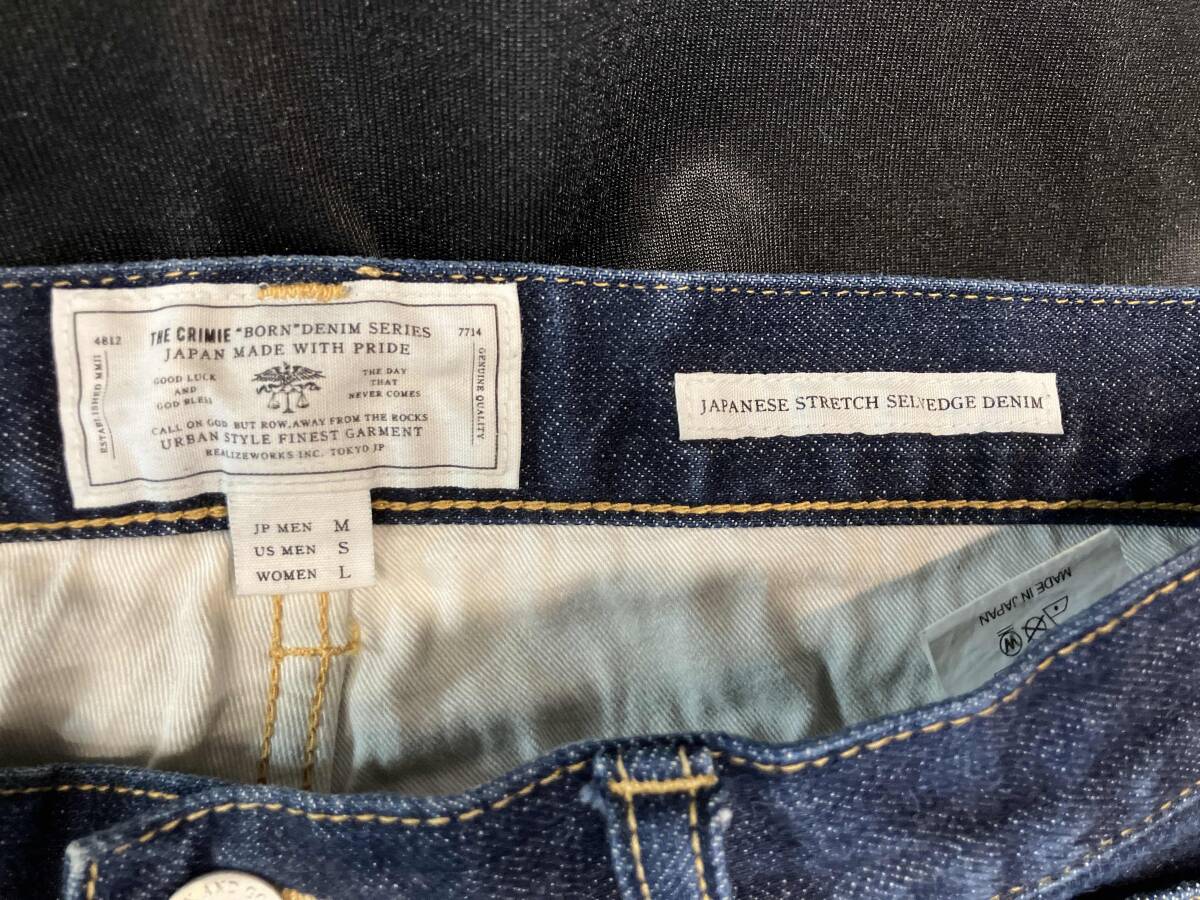 4812
THE CRIMIE "BORN" DENIM SERIES
7714
JAPAN MADE WITH PRIDE
ESTABLISHED MMII
GOOD LUCK
AND
GOD BLESS
THE DAY
THAT
NEVER COMES
GENUINE QUALITY
CALL ON GOD BUT ROW, AWAY FROM THE ROCKS
URBAN STYLE FINEST GARMENT
REALIZEWORKS INC. TOKYO JP
JP MEN M
US MEN S
WOMEN L
JAPANESE STRETCH SELVEDGE DENIM
MADE IN JAPAN
W
AND